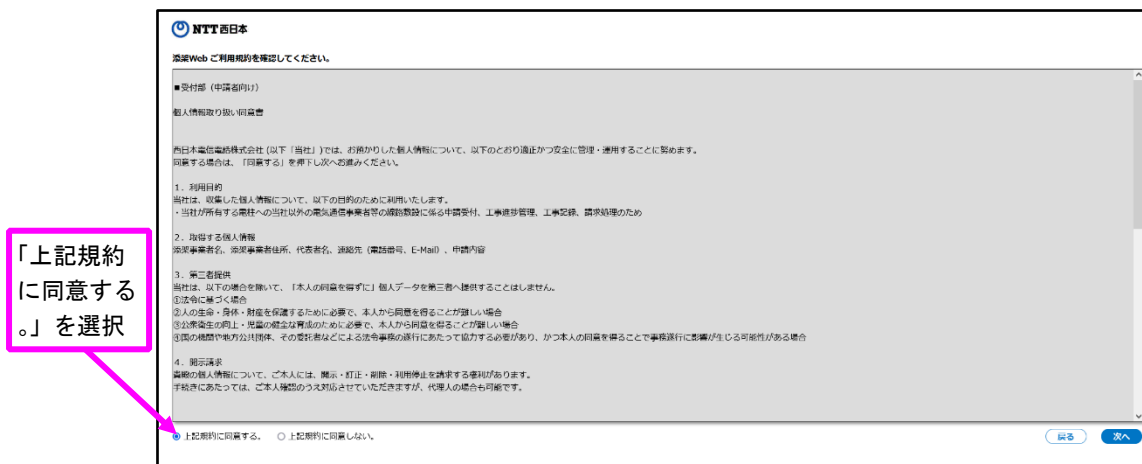 NTT西日本
添架Web ご利用規約を確認してください。
■受付部（申請者向け）
個人情報取り扱い同意書
西日本電信電話株式会社 (以下「当社」)では、お預かりした個人情報について、以下のとおり適正かつ安全に管理・運用することに努めます。
同意する場合は、「同意する」を押下し次へお進みください。
1．利用目的
当社は、収集した個人情報について、以下の目的のために利用いたします。
・当社が所有する電柱への当社以外の電気通信事業者等の線路敷設に係る申請受付、工事進捗管理、工事記録、請求処理のため
2．取得する個人情報
添架事業者名、添架事業者住所、代表者名、連絡先（電話番号、E-Mail）、申請内容
3．第三者提供
当社は、以下の場合を除いて、「本人の同意を得ずに」個人データを第三者へ提供することはしません。
①法令に基づく場合
②人の生命・身体・財産を保護するために必要で、本人から同意を得ることが難しい場合
③公衆衛生の向上・児童の健全な育成のために必要で、本人から同意を得ることが難しい場合
④国の機関や地方公共団体、その委託者などによる法令事務の遂行にあたって協力する必要があり、かつ本人の同意を得ることで事務遂行に影響が生じる可能性がある場合
4．開示請求
貴殿の個人情報について、ご本人には、開示・訂正・削除・利用停止を請求する権利があります。
手続きにあたっては、ご本人確認のうえ対応させていただきますが、代理人の場合も可能です。
「上記規約
に同意する
。」を選択
上記規約に同意する。 上記規約に同意しない。 戻る 次へ